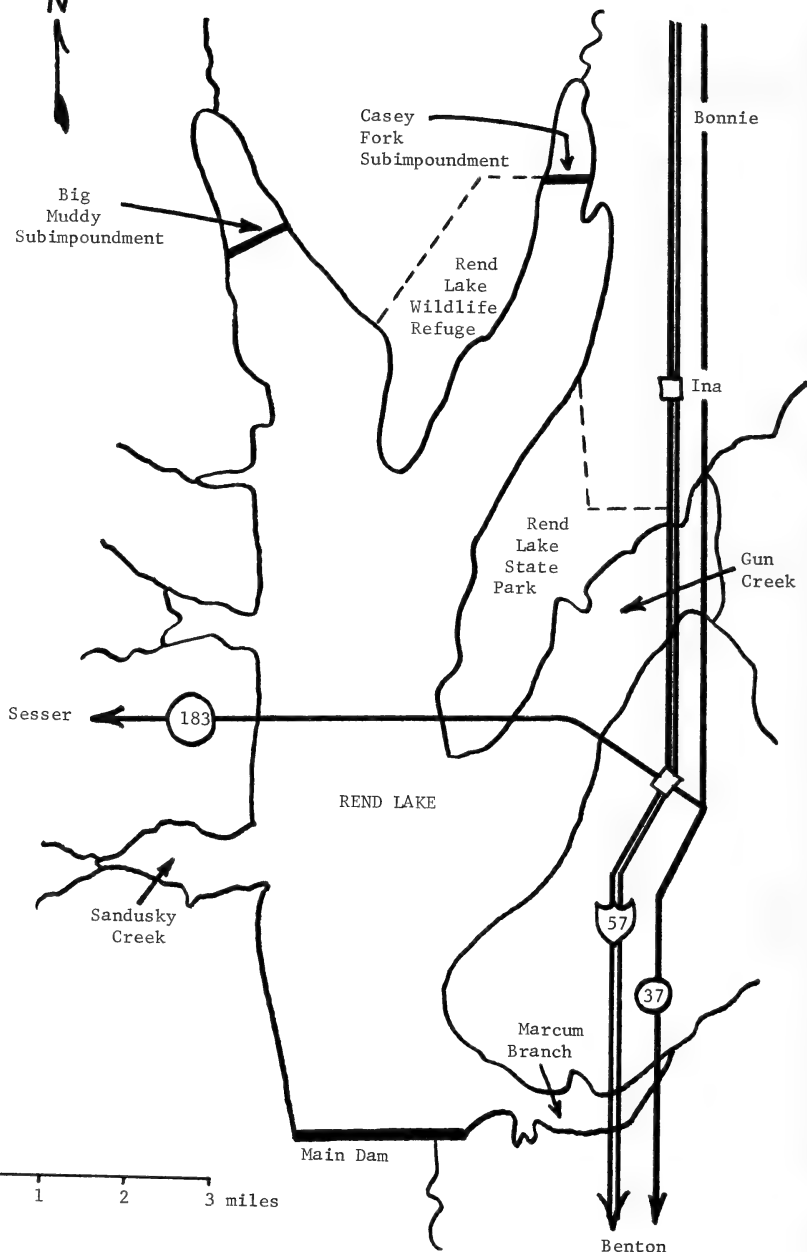 N
Casey
Fork
Subimpoundment
Bonnie
Big
Muddy
Subimpoundment
Rend
Lake
Wildlife
Refuge
Ina
Rend
Lake
State
Park
Gun
Creek
Sesser
183
REND LAKE
Sandusky
Creek
57
37
Marcum
Branch
Main Dam
1 2 3 miles
Benton